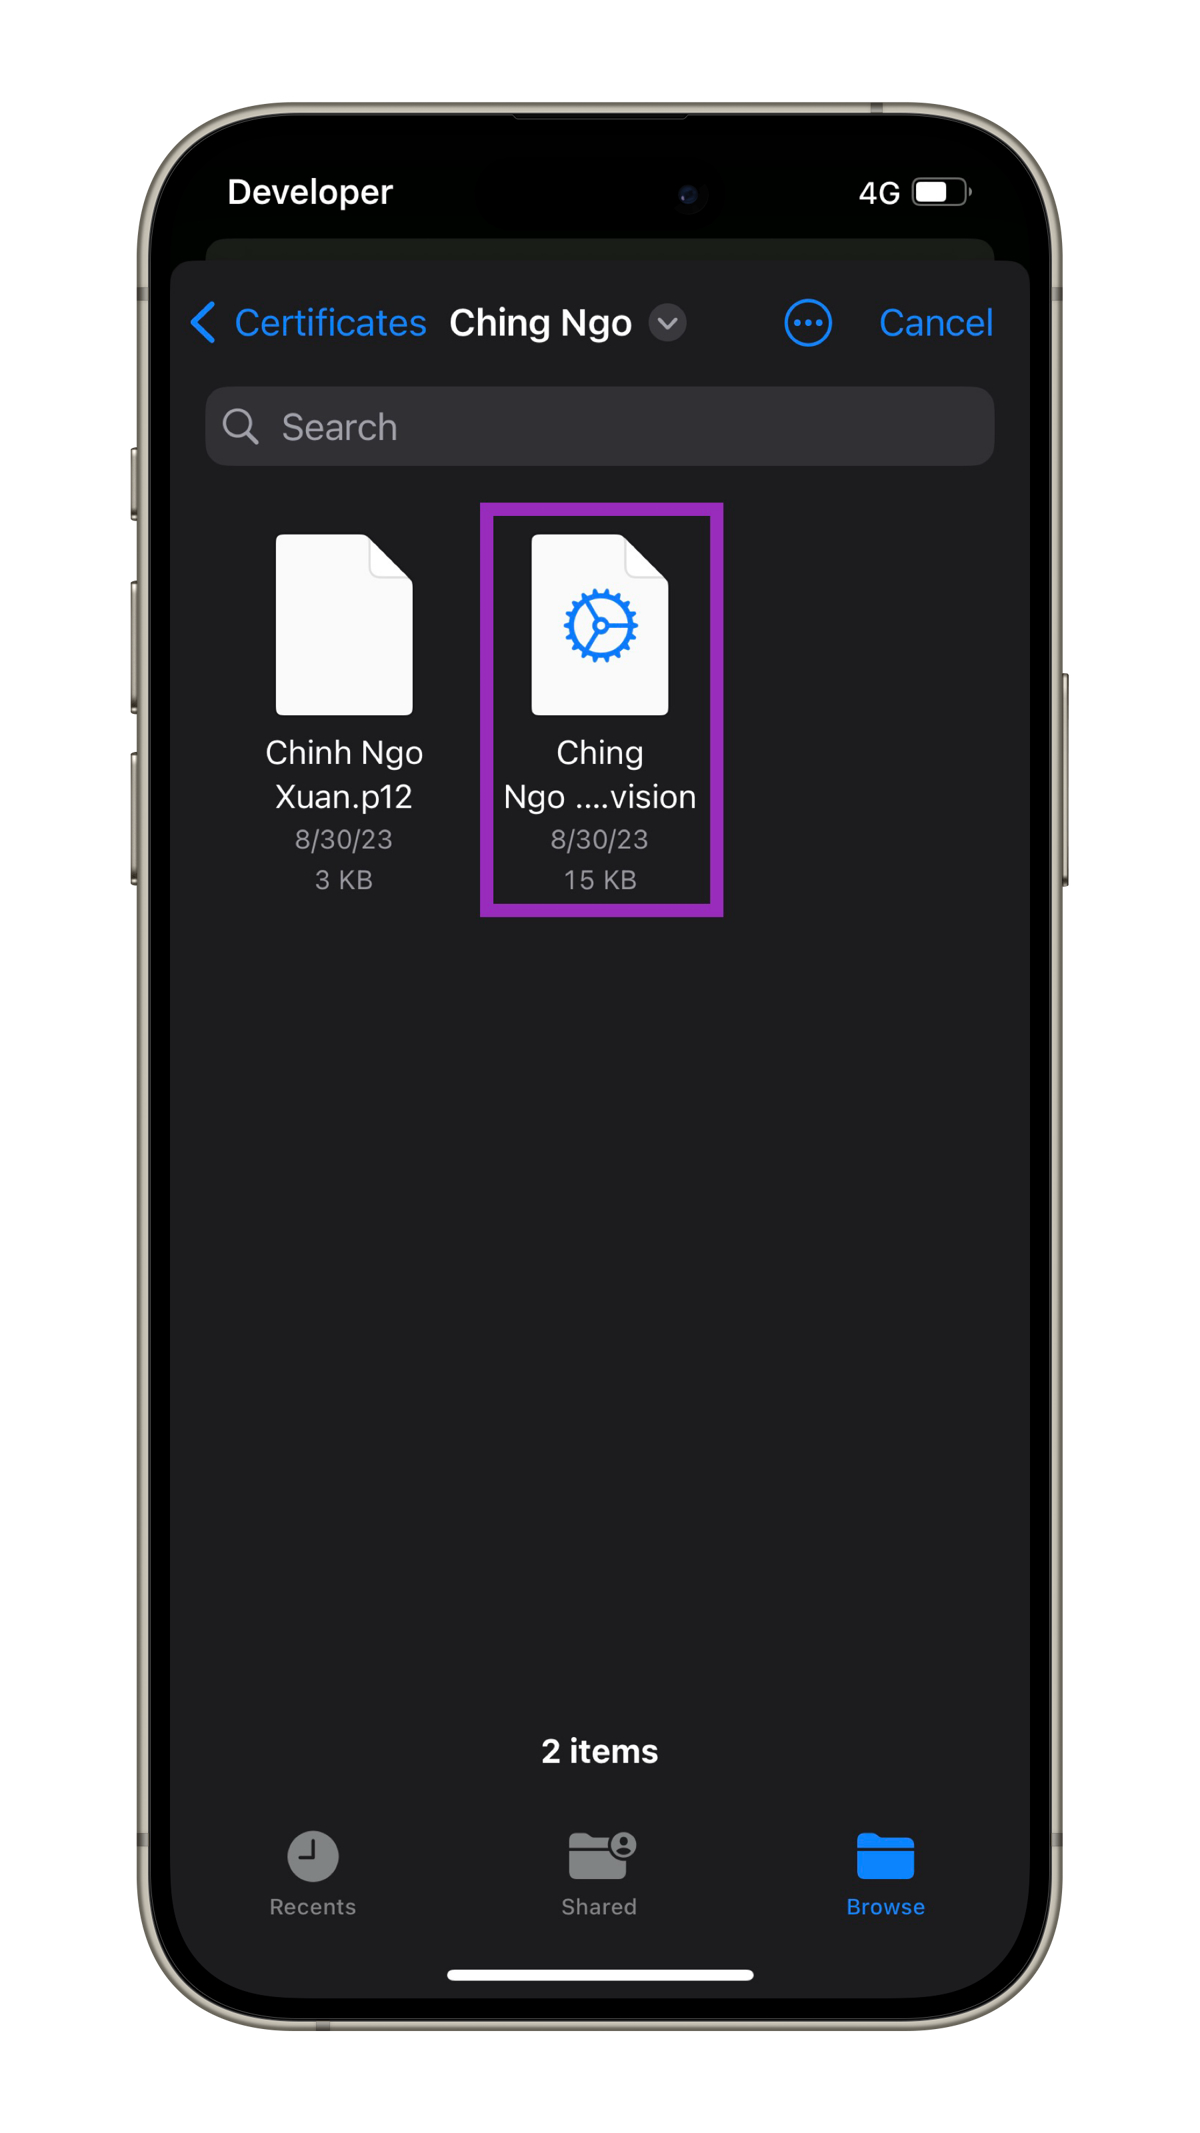 Developer
4G
Certificates Ching Ngo
Cancel
Search
Chinh Ngo
Xuan.p12
8/30/23
3 KB
Ching
Ngo ....vision
8/30/23
15 KB
2 items
Recents
Shared
Browse